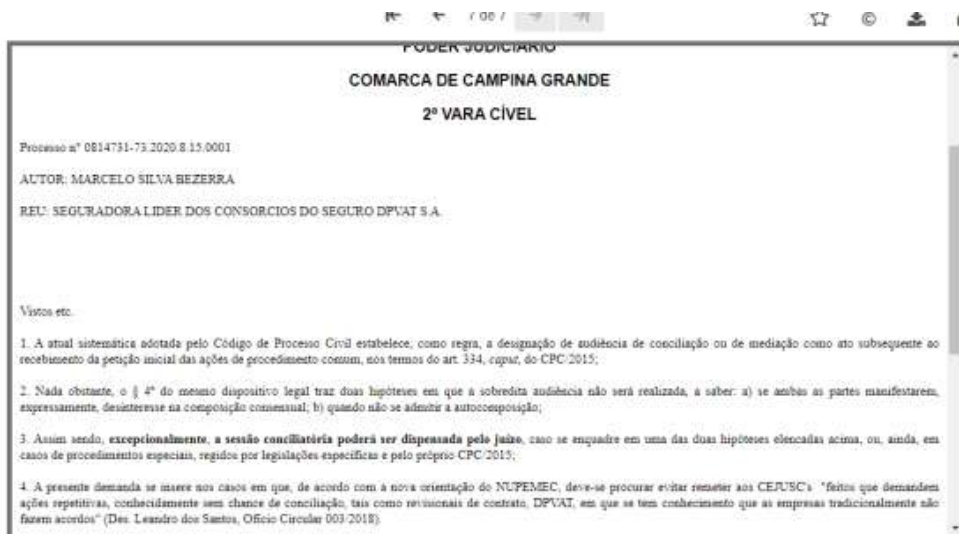 7 de 7
PODER JUDICIÁRIO
COMARCA DE CAMPINA GRANDE
2ª VARA CÍVEL
Processo nº 0814731-73.2020.8.15.0001
AUTOR: MARCELO SILVA BEZERRA
REU: SEGURADORA LIDER DOS CONSORCIOS DO SEGURO DPVAT S.A.
Vistos etc.
1. A atual sistemática adotada pelo Código de Processo Civil estabelece, como regra, a designação de audiência de conciliação ou de mediação como ato subsequente ao
recebimento da petição inicial das ações de procedimento comum, nos termos do art. 334, caput, do CPC/2015;
2. Nada obstante, o § 4º do mesmo dispositivo legal traz duas hipóteses em que a sobredita audiência não será realizada, a saber: a) se ambas as partes manifestarem,
expressamente, desinteresse na composição consensual; b) quando não se admitir a autocomposição;
3. Assim sendo, excepcionalmente, a sessão conciliatória poderá ser dispensada pelo juízo, caso se enquadre em uma das duas hipóteses elencadas acima, ou, ainda, em
casos de procedimentos especiais, regidos por legislações específicas e pelo próprio CPC/2015;
4. A presente demanda se insere nos casos em que, de acordo com a nova orientação do NUPEMEC, deve-se procurar evitar remeter aos CEJUSC's "feitos que demandem
ações repetitivas, conhecidamente sem chance de conciliação, tais como revisionais de contrato, DPVAT, em que se tem conhecimento que as empresas tradicionalmente não
fazem acordos" (Des. Leandro dos Santos, Ofício Circular 003/2018).